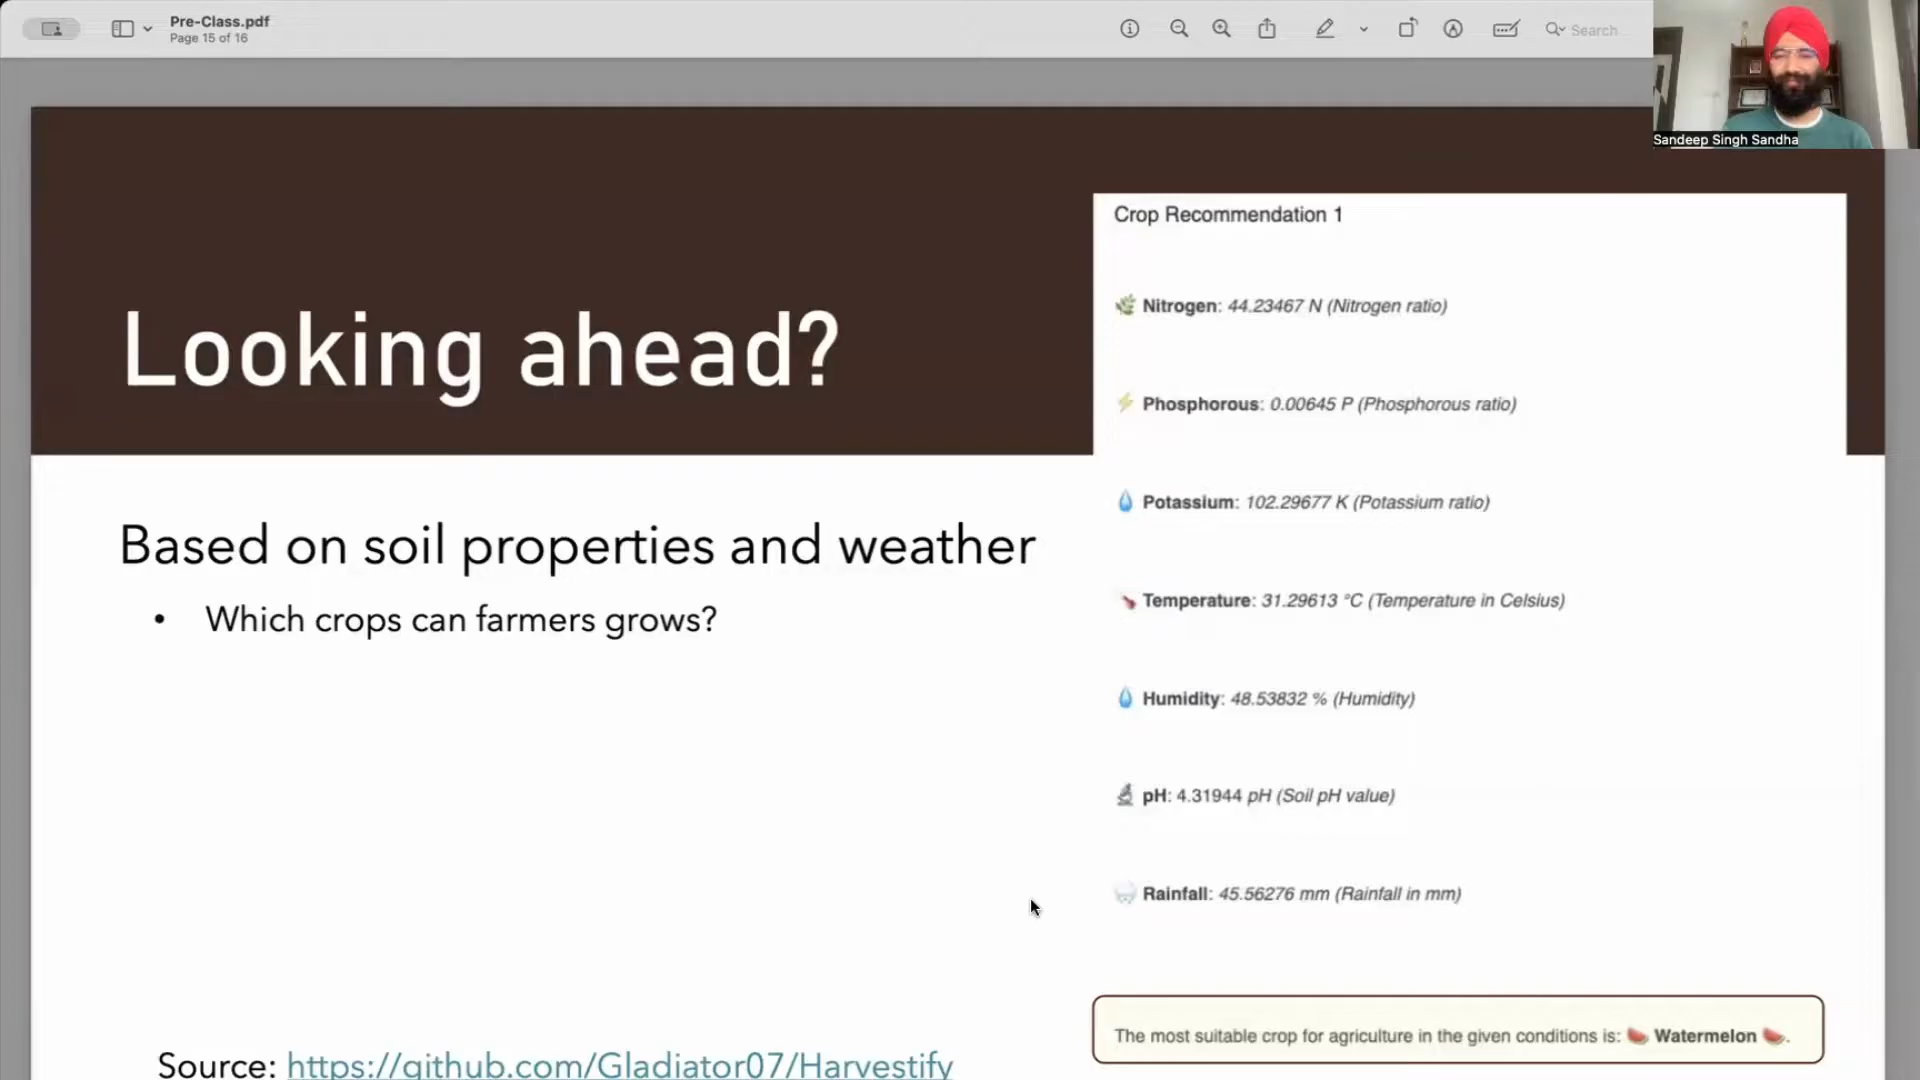 Pre-Class.pdf
Page 15 of 16
Search
Sandeep Singh Sandha
Looking ahead?
Based on soil properties and weather
• Which crops can farmers grows?
Source: https://github.com/Gladiator07/Harvestify
Crop Recommendation 1
Nitrogen: 44.23467 N (Nitrogen ratio)
Phosphorous: 0.00645 P (Phosphorous ratio)
Potassium: 102.29677 K (Potassium ratio)
Temperature: 31.29613 °C (Temperature in Celsius)
Humidity: 48.53832 % (Humidity)
pH: 4.31944 pH (Soil pH value)
Rainfall: 45.56276 mm (Rainfall in mm)
The most suitable crop for agriculture in the given conditions is: 🍉 Watermelon 🍉.